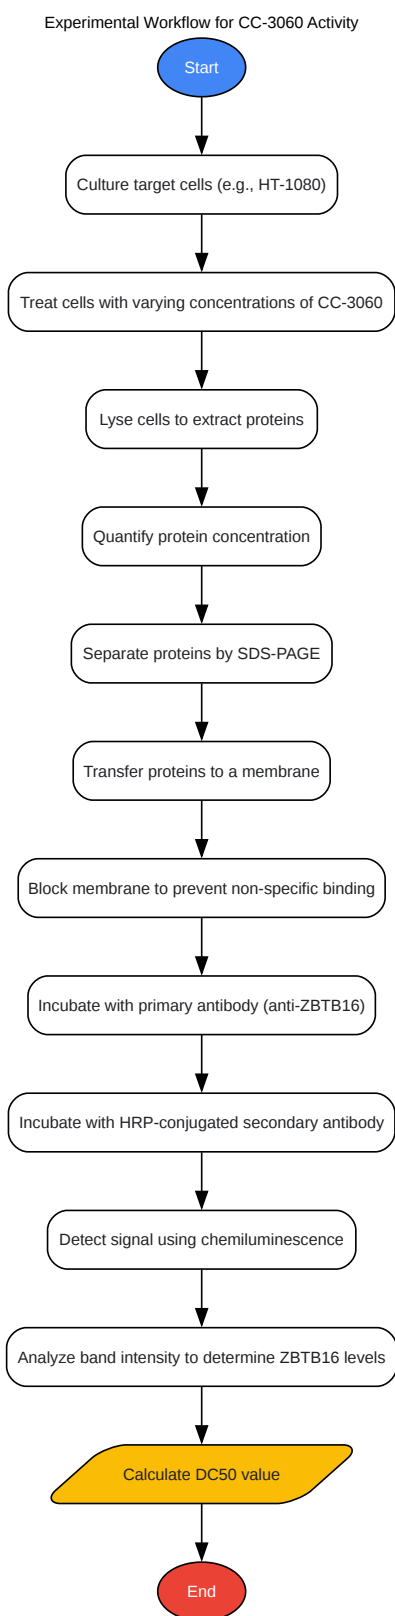 Experimental Workflow for CC-3060 Activity
Start
Culture target cells (e.g., HT-1080)
Treat cells with varying concentrations of CC-3060
Lyse cells to extract proteins
Quantify protein concentration
Separate proteins by SDS-PAGE
Transfer proteins to a membrane
Block membrane to prevent non-specific binding
Incubate with primary antibody (anti-ZBTB16)
Incubate with HRP-conjugated secondary antibody
Detect signal using chemiluminescence
Analyze band intensity to determine ZBTB16 levels
Calculate DC50 value
End